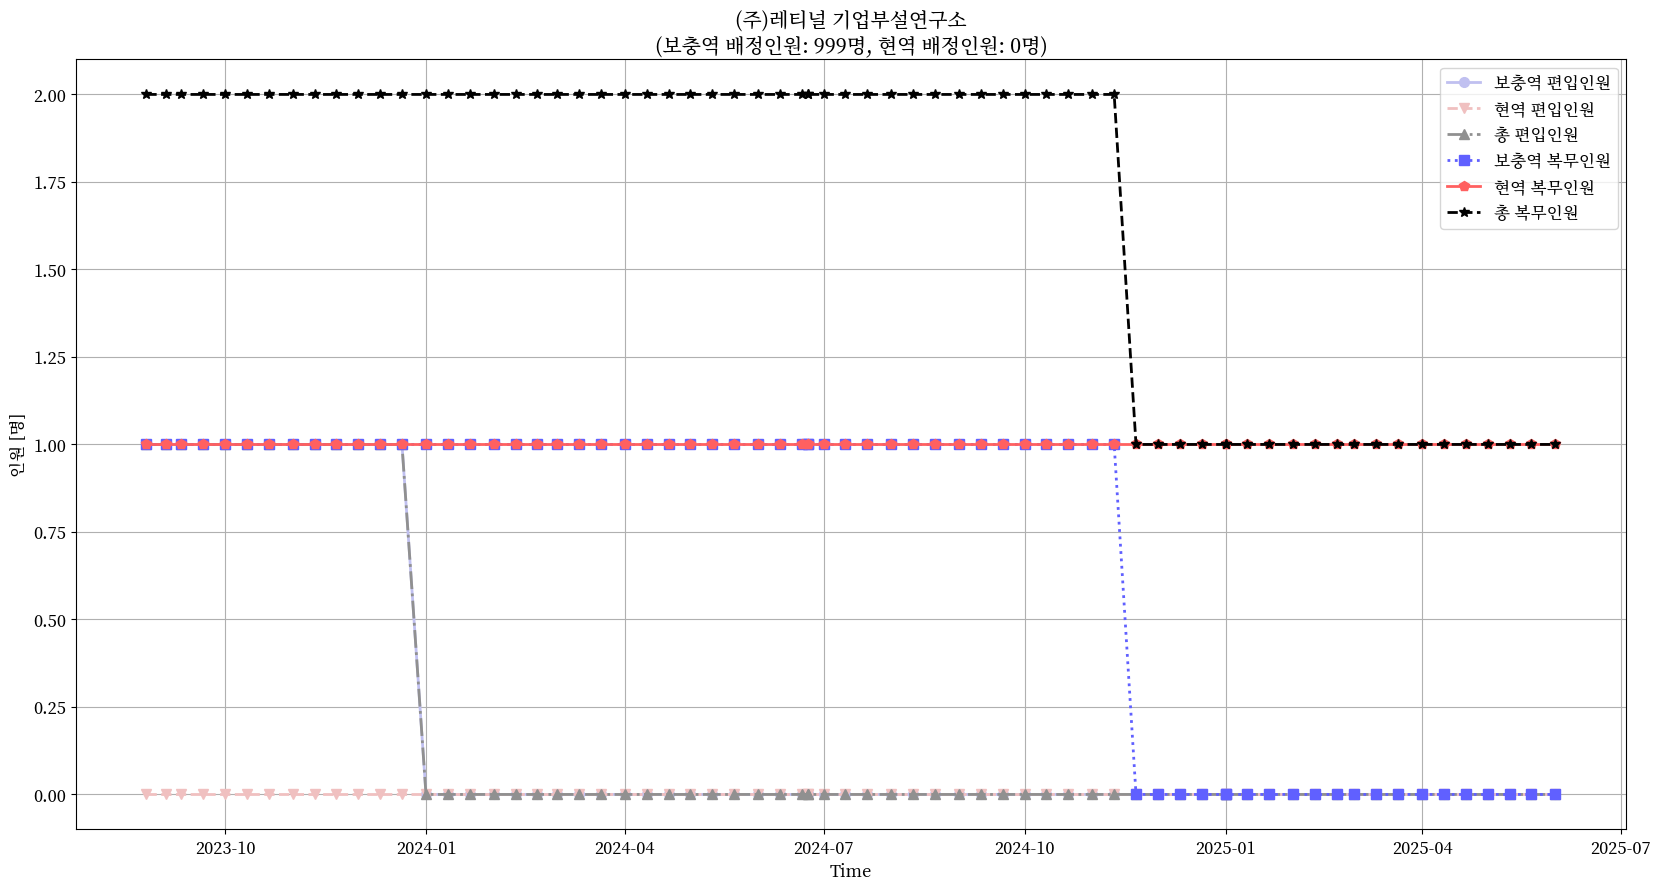 (주)레티널 기업부설연구소
(보충역 배정인원: 999명, 현역 배정인원: 0명)
보충역 편입인원
현역 편입인원
총 편입인원
보충역 복무인원
현역 복무인원
총 복무인원
2.00
1.75
1.50
1.25
1.00
0.75
0.50
0.25
0.00
인원 [명]
2023-10 2024-01 2024-04 2024-07 2024-10 2025-01 2025-04 2025-07
Time